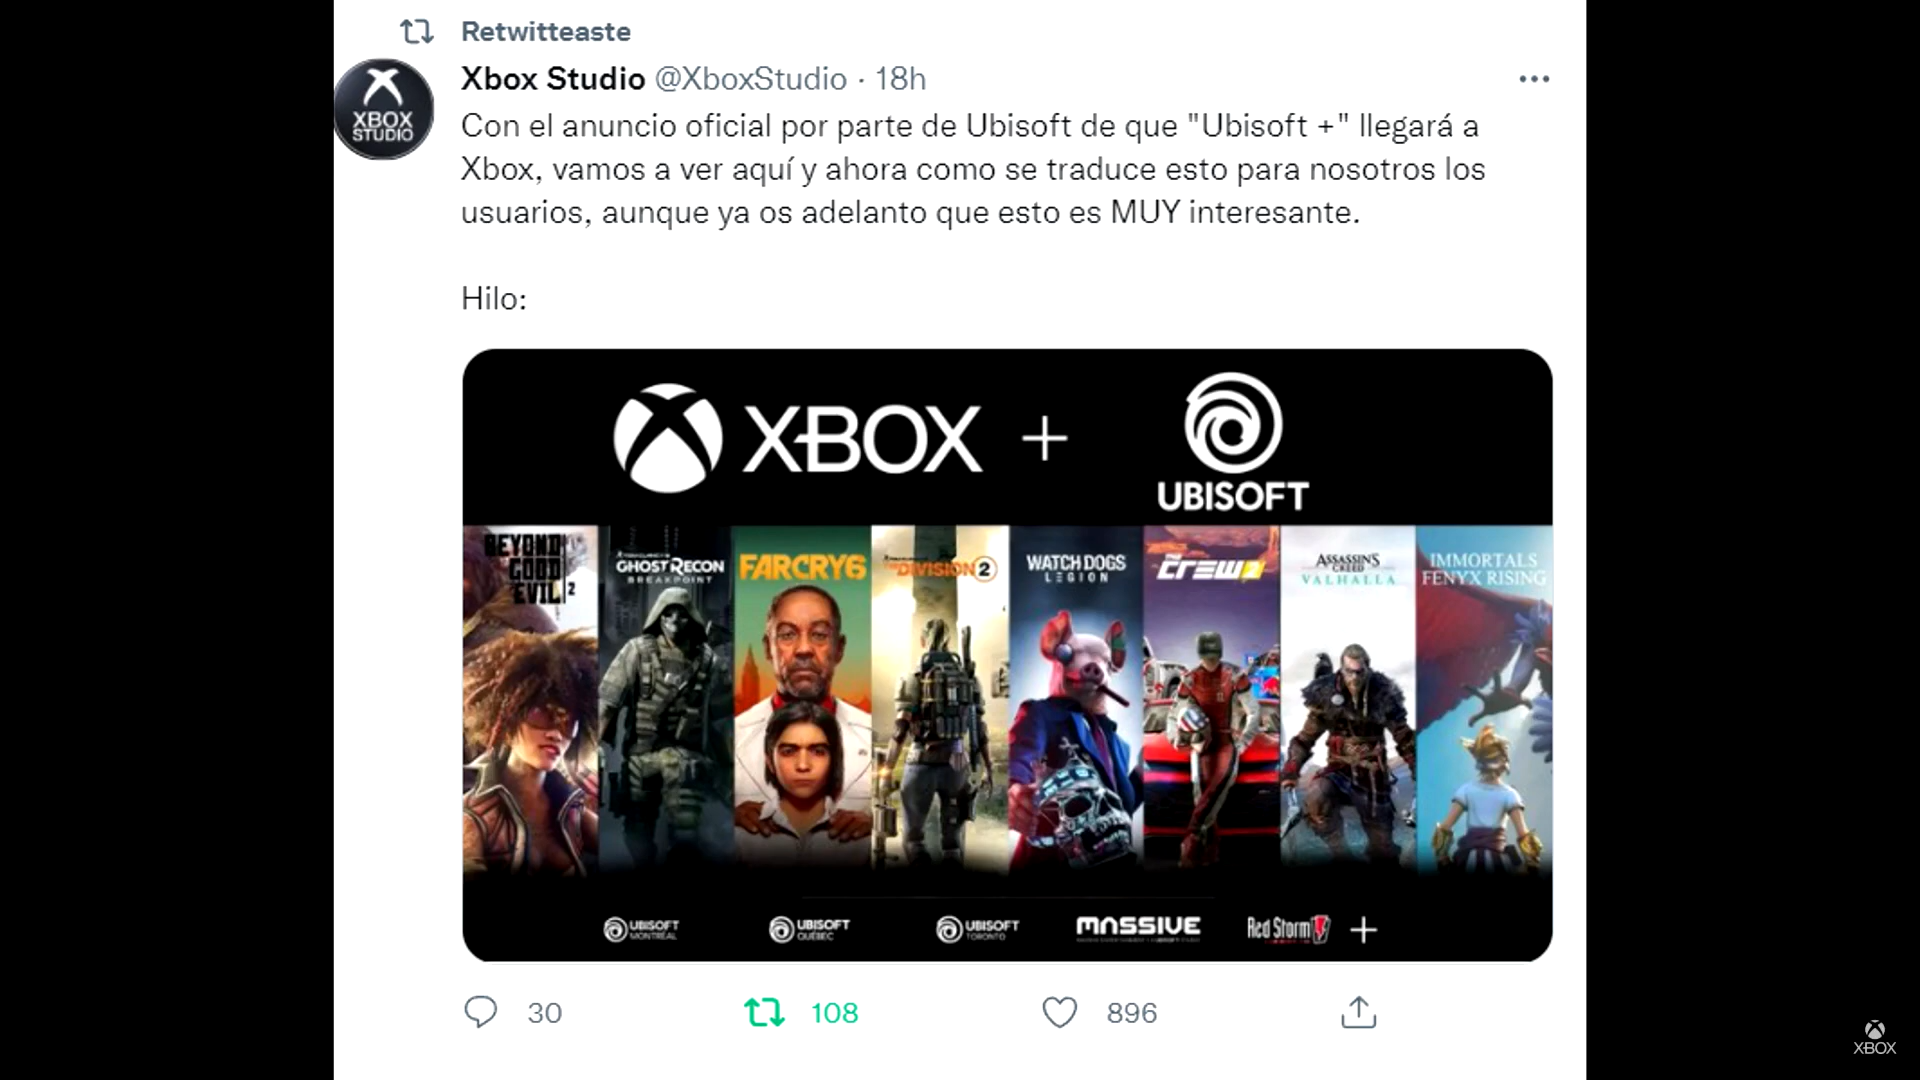 Retwitteaste
Xbox Studio @XboxStudio · 18h
XBOX
STUDIO
Con el anuncio oficial por parte de Ubisoft de que "Ubisoft +" llegará a
Xbox, vamos a ver aquí y ahora como se traduce esto para nosotros los
usuarios, aunque ya os adelanto que esto es MUY interesante.
Hilo:
XBOX +
UBISOFT
BEYOND
GOOD
EVIL 2
GHOST RECON
BREAKPOINT
FARCRY6
DIVISION 2
WATCH DOGS
LEGION
THE CREW 2
ASSASSIN'S
CREED
VALHALLA
IMMORTALS
FENYX RISING
UBISOFT
MONTRÉAL
UBISOFT
QUÉBEC
UBISOFT
TORONTO
MASSIVE
Red Storm +
30
108
896
XBOX